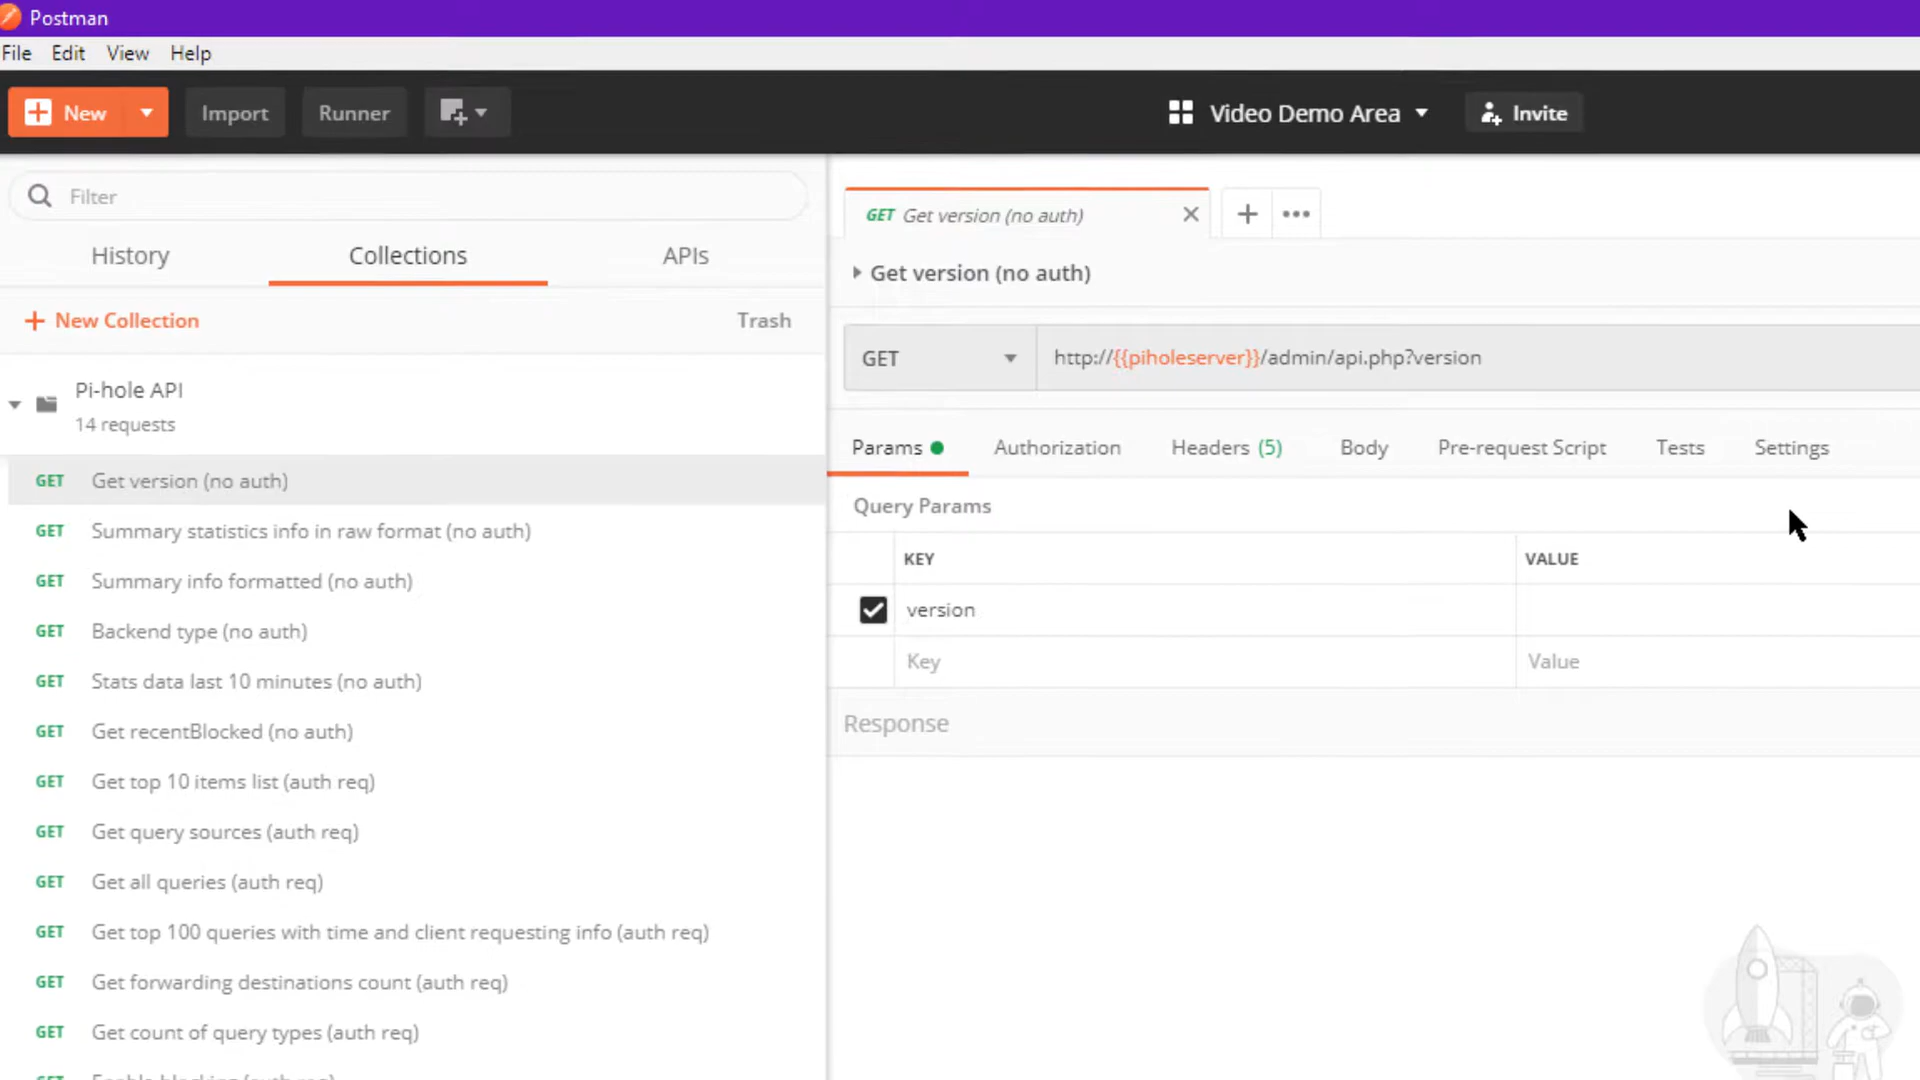 Postman
File Edit View Help
New Import Runner Video Demo Area Invite
Filter
History Collections APIs
New Collection Trash
Pi-hole API
14 requests
GET Get version (no auth)
GET Summary statistics info in raw format (no auth)
GET Summary info formatted (no auth)
GET Backend type (no auth)
GET Stats data last 10 minutes (no auth)
GET Get recentBlocked (no auth)
GET Get top 10 items list (auth req)
GET Get query sources (auth req)
GET Get all queries (auth req)
GET Get top 100 queries with time and client requesting info (auth req)
GET Get forwarding destinations count (auth req)
GET Get count of query types (auth req)
GET Enable blocking (auth req)
GET Get version (no auth)
Get version (no auth)
GET http://{{piholeserver}}/admin/api.php?version
Params Authorization Headers (5) Body Pre-request Script Tests Settings
Query Params
KEY VALUE
version
Key Value
Response